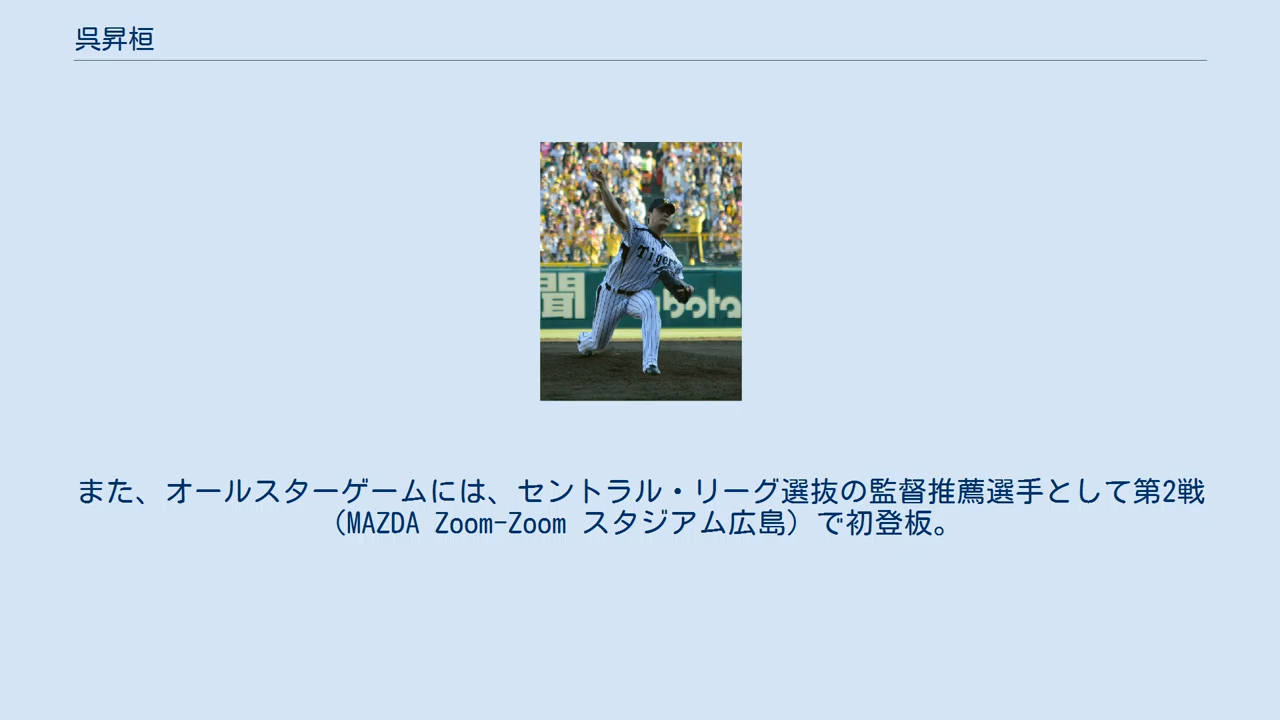 呉昇桓
Tigers
聞
また、オールスターゲームには、セントラル・リーグ選抜の監督推薦選手として第2戦
（MAZDA Zoom-Zoom スタジアム広島）で初登板。